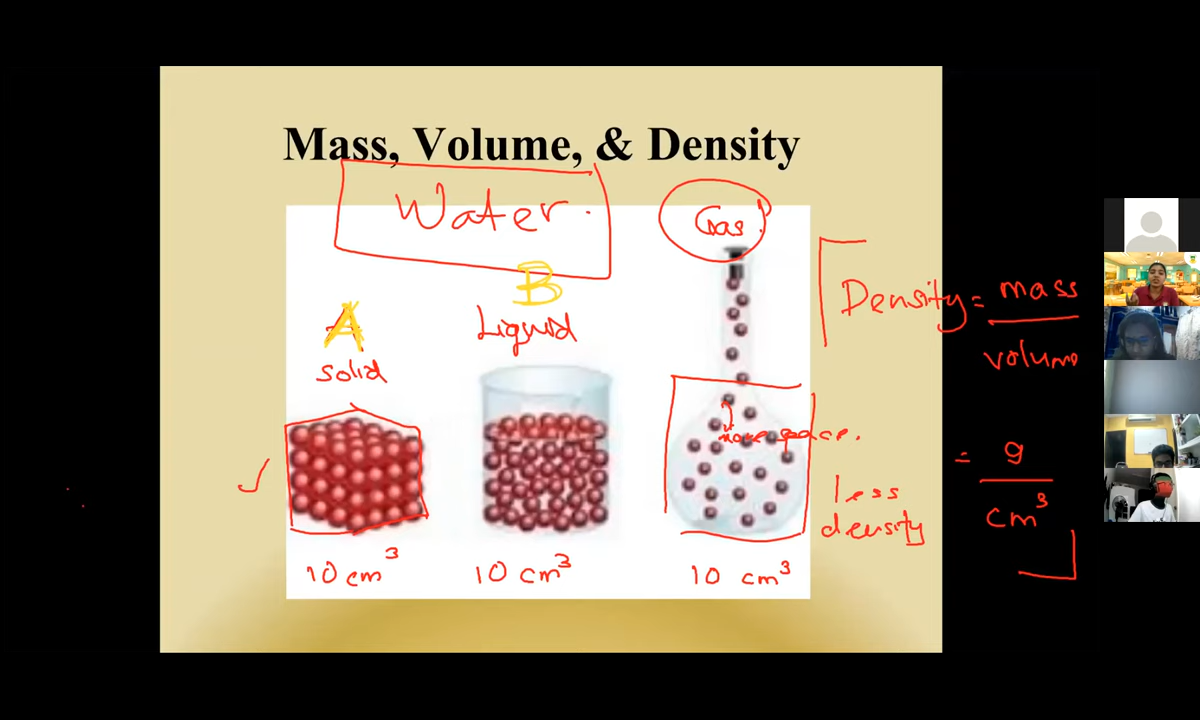 Mass, Volume, & Density
Water.
Gas!
Density = mass
volume
B
Liquid
A
solid
more space.
less
density
= g
cm³
10 cm³
10 cm³
10 cm³